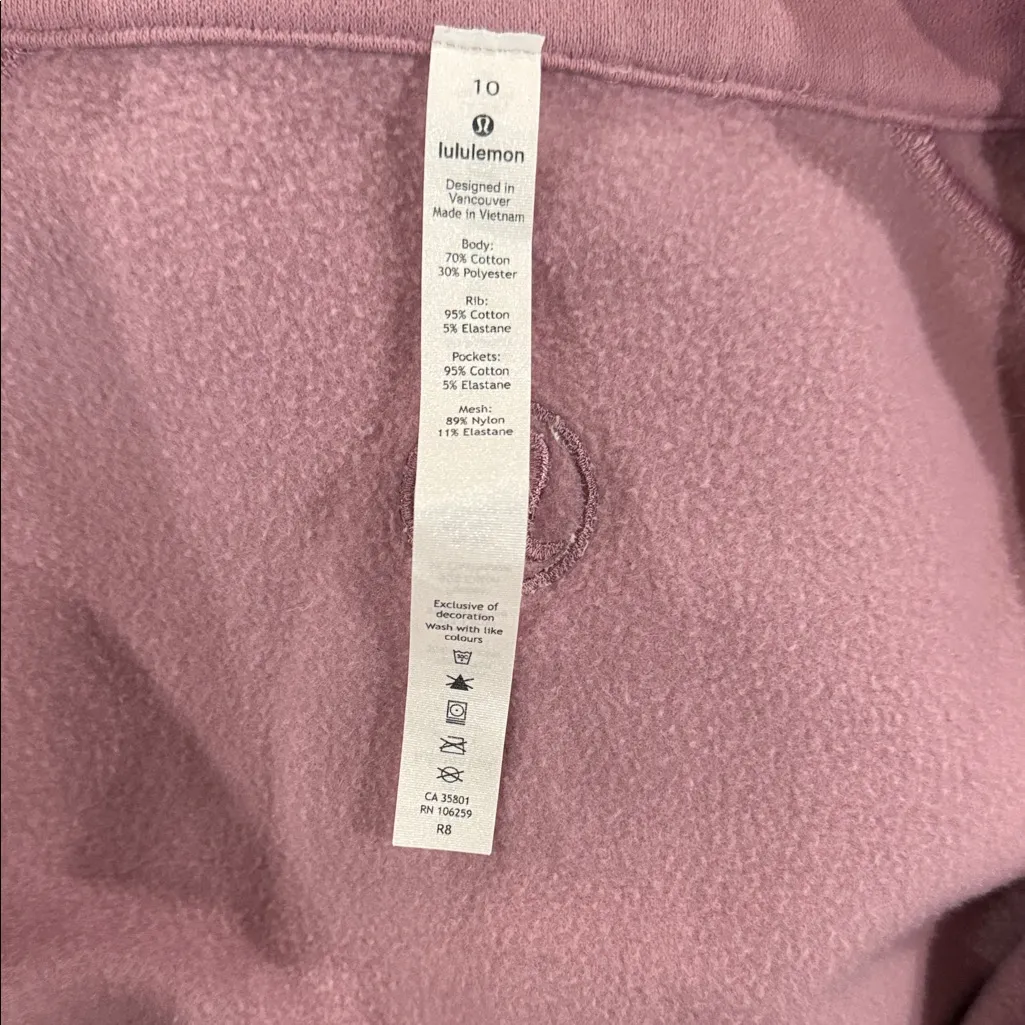 10
lululemon
Designed in
Vancouver
Made in Vietnam
Body:
70% Cotton
30% Polyester
Rib:
95% Cotton
5% Elastane
Pockets:
95% Cotton
5% Elastane
Mesh:
89% Nylon
11% Elastane
Exclusive of
decoration
Wash with like
colours
30C
CA 35801
RN 106259
R8